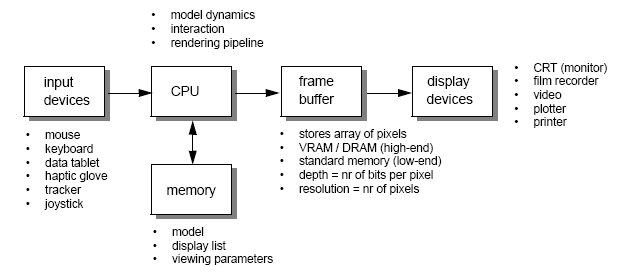 • model dynamics
• interaction
• rendering pipeline
input
devices
CPU
frame
buffer
display
devices
• CRT (monitor)
• film recorder
• video
• plotter
• printer
• mouse
• keyboard
• data tablet
• haptic glove
• tracker
• joystick
memory
• stores array of pixels
• VRAM / DRAM (high-end)
• standard memory (low-end)
• depth = nr of bits per pixel
• resolution = nr of pixels
• model
• display list
• viewing parameters